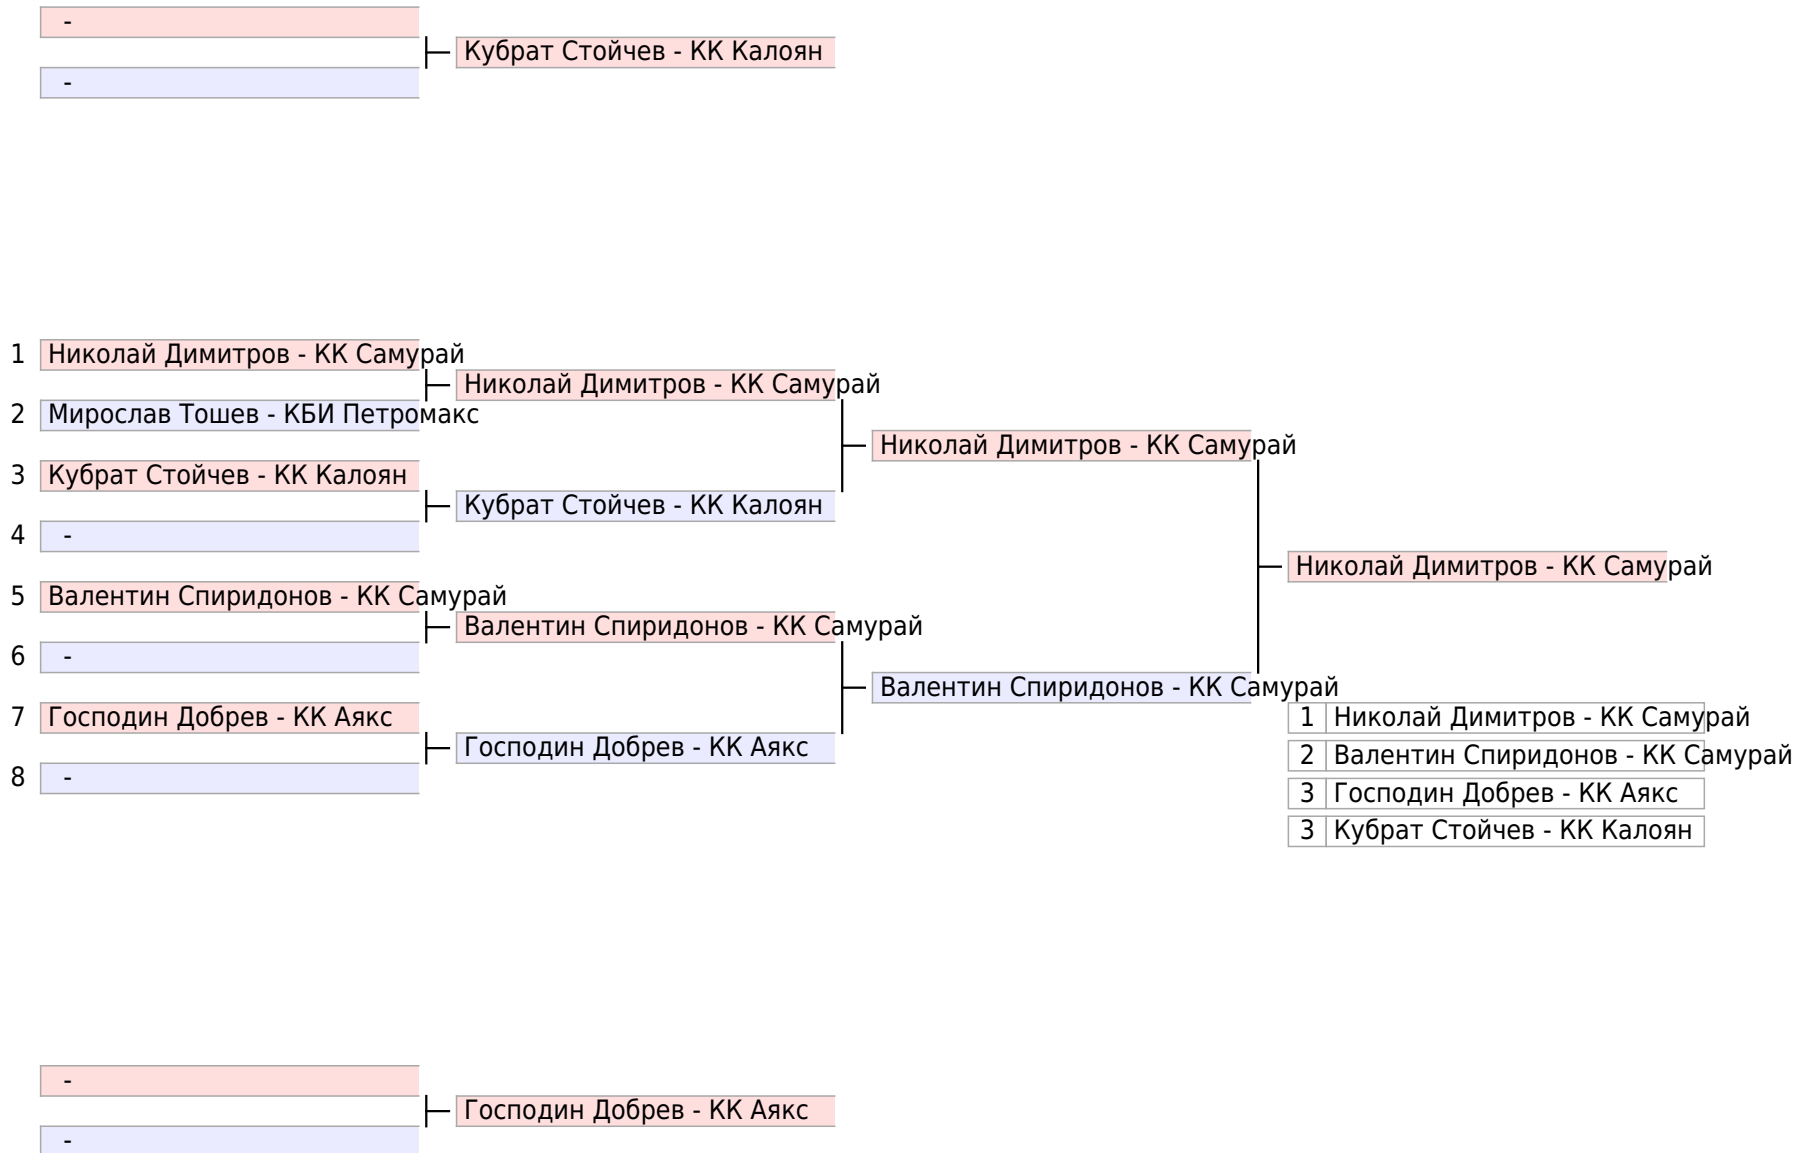 -
Кубрат Стойчев - КК Калоян
-
1 Николай Димитров - КК Самурай
Николай Димитров - КК Самурай
2 Мирослав Тошев - КБИ Петромакс
Николай Димитров - КК Самурай
3 Кубрат Стойчев - КК Калоян
Кубрат Стойчев - КК Калоян
4 -
Николай Димитров - КК Самурай
5 Валентин Спиридонов - КК Самурай
Валентин Спиридонов - КК Самурай
6 -
Валентин Спиридонов - КК Самурай
7 Господин Добрев - КК Аякс
Господин Добрев - КК Аякс
8 -
1 Николай Димитров - КК Самурай
2 Валентин Спиридонов - КК Самурай
3 Господин Добрев - КК Аякс
3 Кубрат Стойчев - КК Калоян
-
Господин Добрев - КК Аякс
-